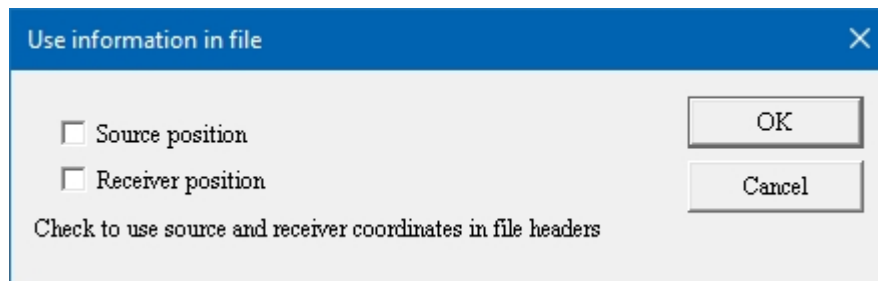 Use information in file
Source position
OK
Receiver position
Cancel
Check to use source and receiver coordinates in file headers